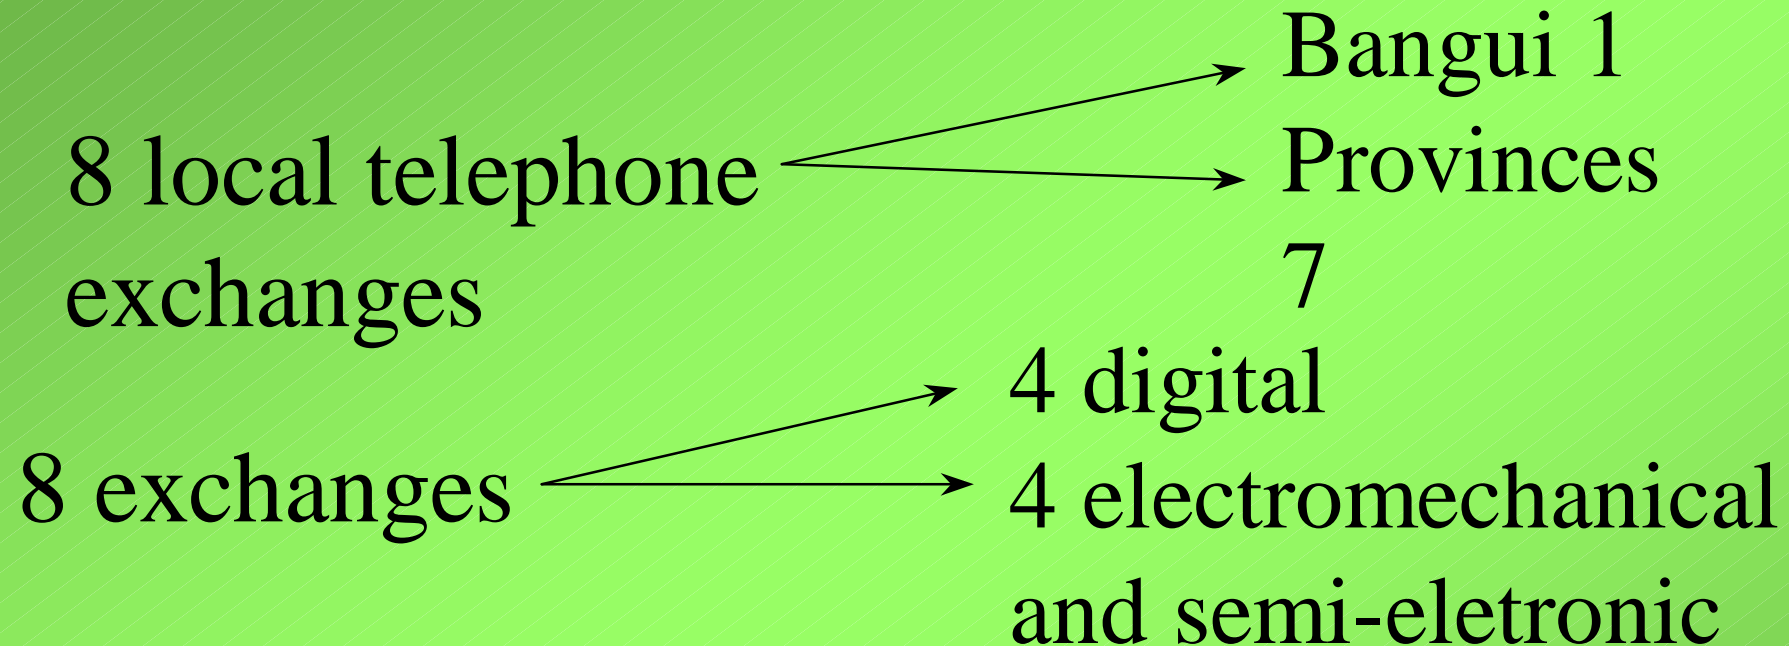 8 local telephone
exchanges
Bangui 1
Provinces
7
8 exchanges
4 digital
4 electromechanical
and semi-eletronic